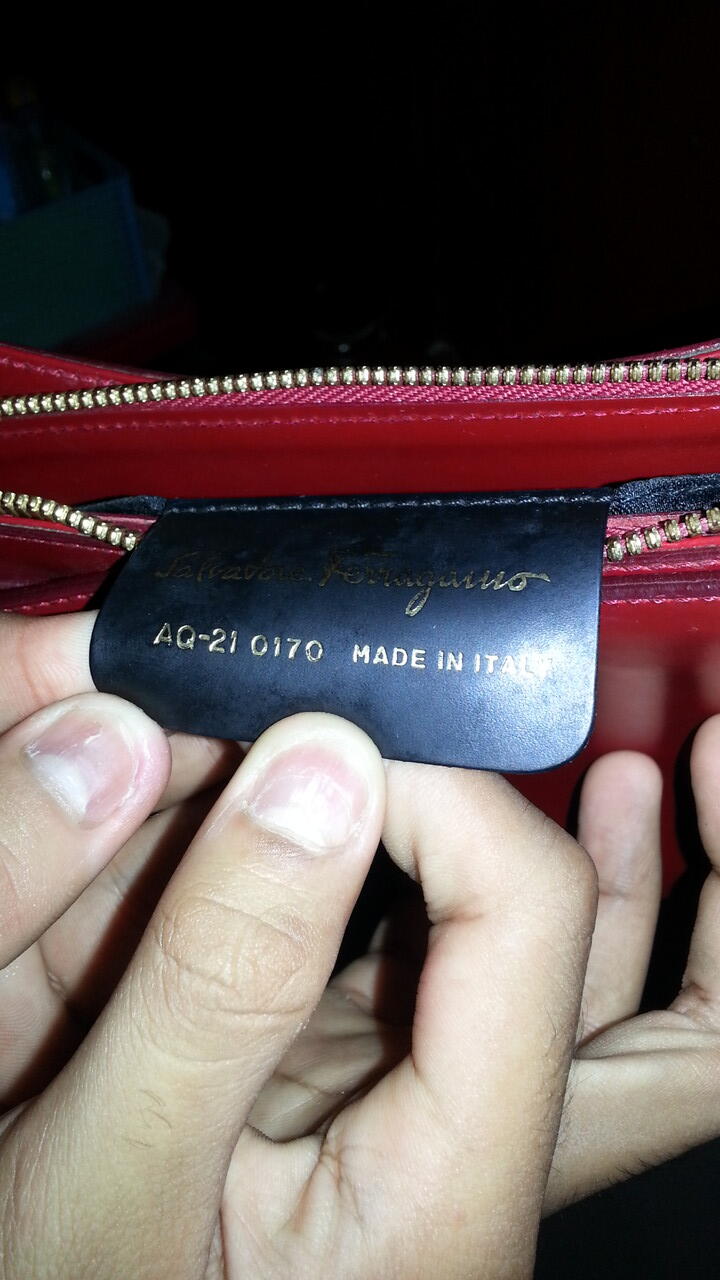 Salvatore Ferragamo
AQ-21 0170 MADE IN ITALY